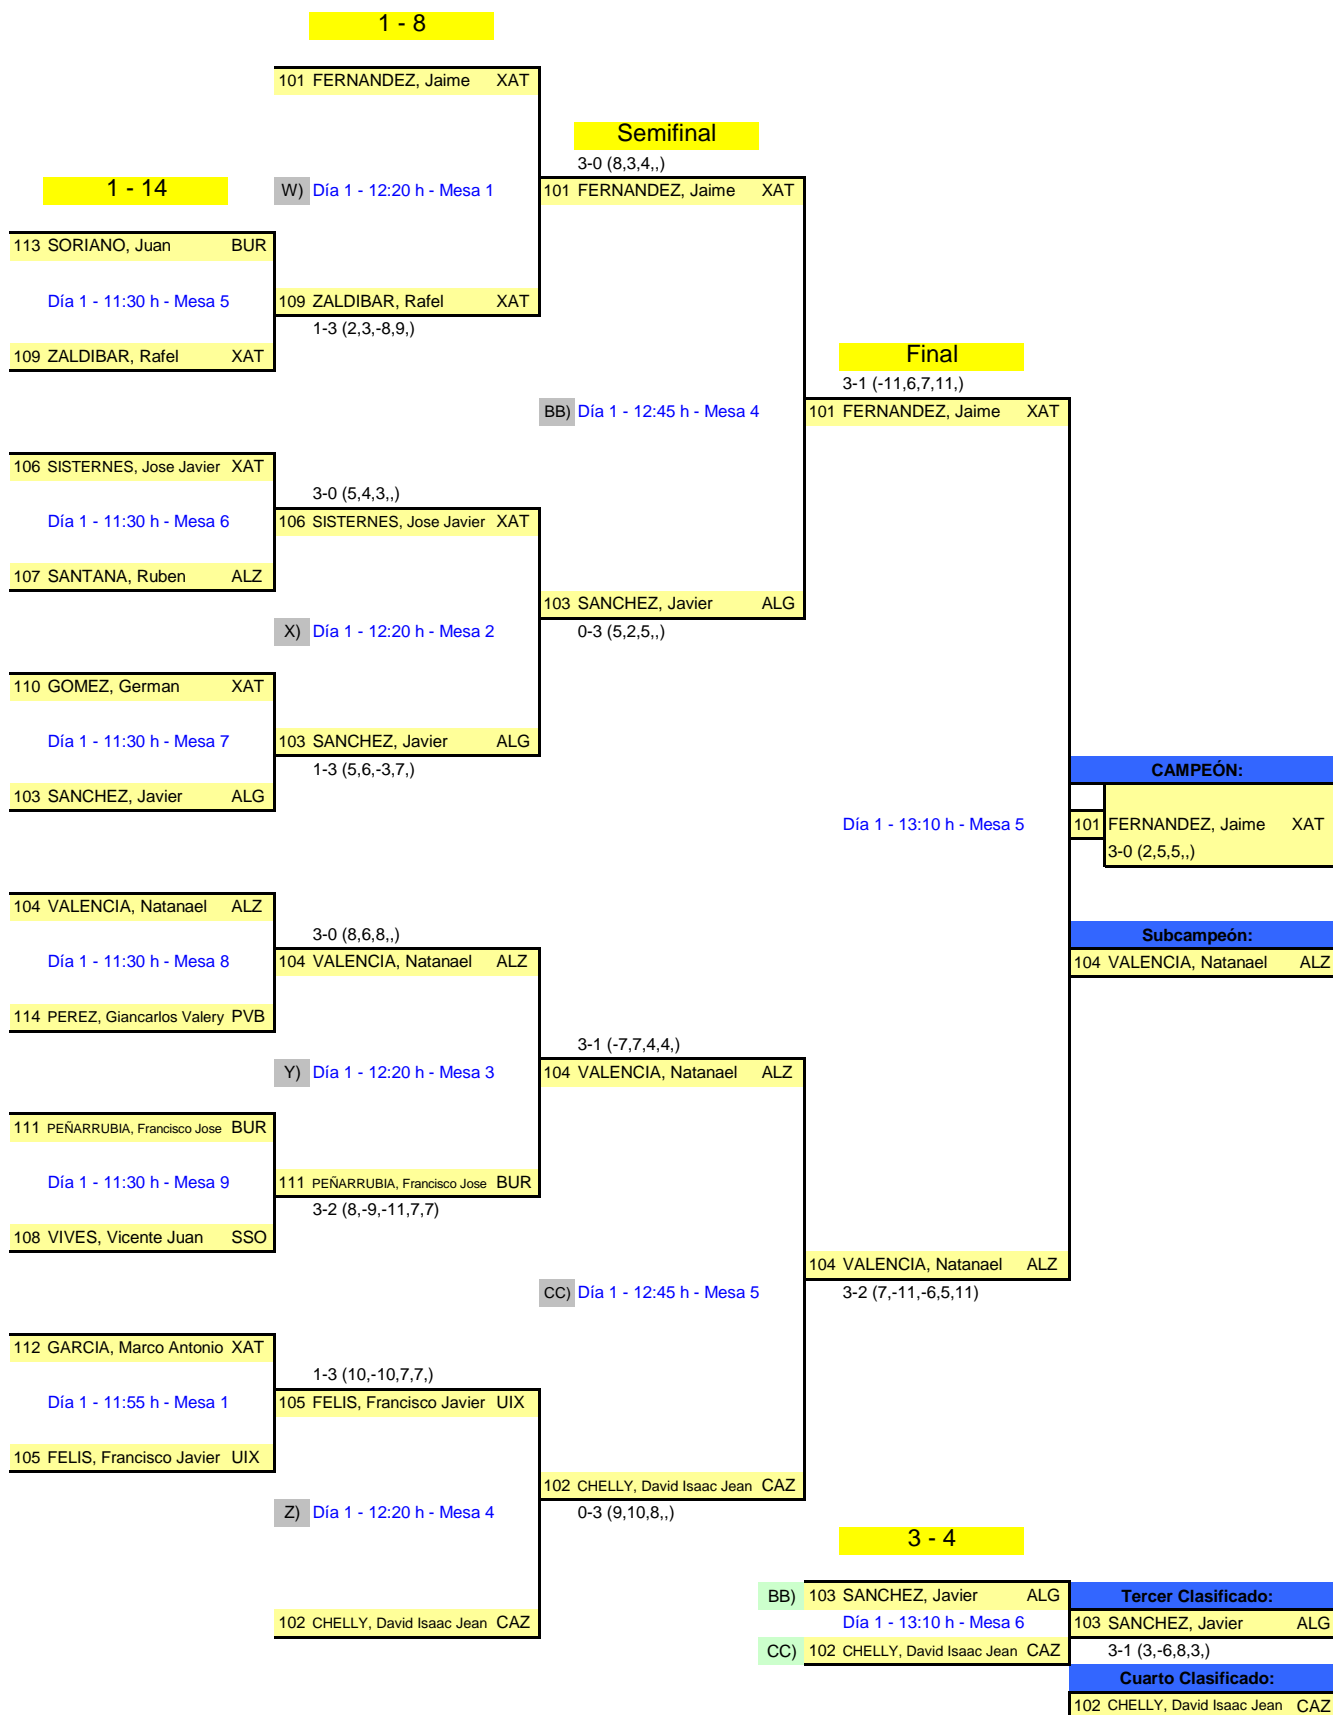 1 - 8
101 FERNANDEZ, Jaime XAT
Semifinal
3-0 (8,3,4,,)
1 - 14
W) Día 1 - 12:20 h - Mesa 1
101 FERNANDEZ, Jaime XAT
113 SORIANO, Juan BUR
Día 1 - 11:30 h - Mesa 5
109 ZALDIBAR, Rafel XAT
1-3 (2,3,-8,9,)
109 ZALDIBAR, Rafel XAT
Final
3-1 (-11,6,7,11,)
BB) Día 1 - 12:45 h - Mesa 4
101 FERNANDEZ, Jaime XAT
106 SISTERNES, Jose Javier XAT
3-0 (5,4,3,,)
Día 1 - 11:30 h - Mesa 6
106 SISTERNES, Jose Javier XAT
107 SANTANA, Ruben ALZ
103 SANCHEZ, Javier ALG
X) Día 1 - 12:20 h - Mesa 2
0-3 (5,2,5,,)
110 GOMEZ, German XAT
Día 1 - 11:30 h - Mesa 7
103 SANCHEZ, Javier ALG
1-3 (5,6,-3,7,)
CAMPEÓN:
103 SANCHEZ, Javier ALG
Día 1 - 13:10 h - Mesa 5
101 FERNANDEZ, Jaime XAT
3-0 (2,5,5,,)
104 VALENCIA, Natanael ALZ
3-0 (8,6,8,,)
Subcampeón:
Día 1 - 11:30 h - Mesa 8
104 VALENCIA, Natanael ALZ
104 VALENCIA, Natanael ALZ
114 PEREZ, Giancarlos Valery PVB
3-1 (-7,7,4,4,)
Y) Día 1 - 12:20 h - Mesa 3
104 VALENCIA, Natanael ALZ
111 PEÑARRUBIA, Francisco Jose BUR
Día 1 - 11:30 h - Mesa 9
111 PEÑARRUBIA, Francisco Jose BUR
3-2 (8,-9,-11,7,7)
108 VIVES, Vicente Juan SSO
104 VALENCIA, Natanael ALZ
CC) Día 1 - 12:45 h - Mesa 5
3-2 (7,-11,-6,5,11)
112 GARCIA, Marco Antonio XAT
1-3 (10,-10,7,7,)
Día 1 - 11:55 h - Mesa 1
105 FELIS, Francisco Javier UIX
105 FELIS, Francisco Javier UIX
102 CHELLY, David Isaac Jean CAZ
Z) Día 1 - 12:20 h - Mesa 4
0-3 (9,10,8,,)
3 - 4
BB) 103 SANCHEZ, Javier ALG
Tercer Clasificado:
102 CHELLY, David Isaac Jean CAZ
Día 1 - 13:10 h - Mesa 6
103 SANCHEZ, Javier ALG
CC) 102 CHELLY, David Isaac Jean CAZ
3-1 (3,-6,8,3,)
Cuarto Clasificado:
102 CHELLY, David Isaac Jean CAZ